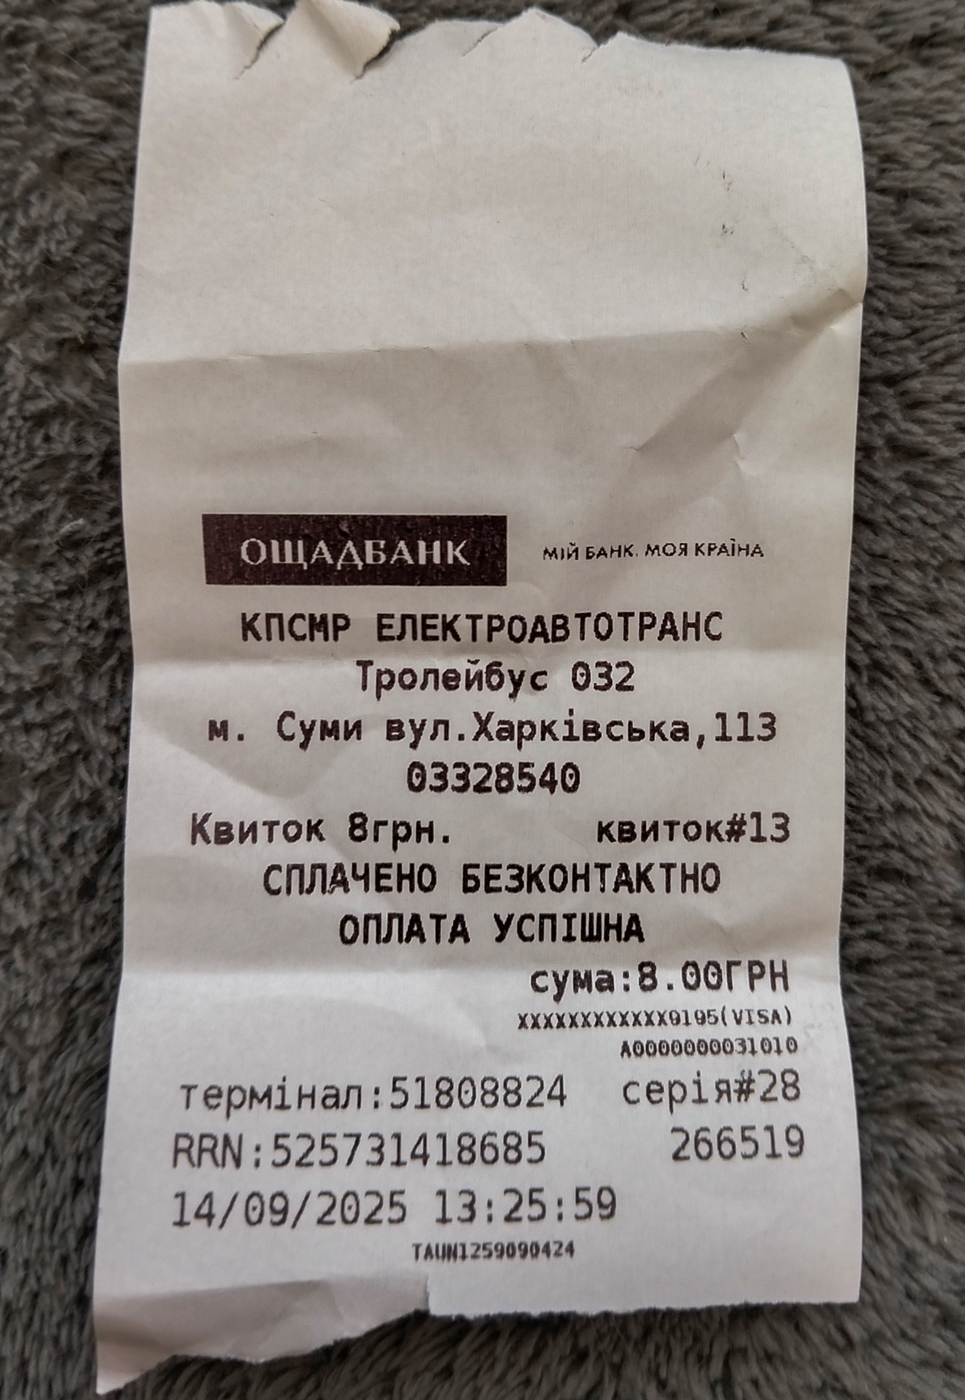 ОЩАДБАНК МІЙ БАНК. МОЯ КРАЇНА
КПСМР ЕЛЕКТРОАВТОТРАНС
Тролейбус 032
м. Суми вул.Харківська,113
03328540
Квиток 8грн. квиток#13
СПЛАЧЕНО БЕЗКОНТАКТНО
ОПЛАТА УСПІШНА
сума:8.00ГРН
XXXXXXXXXXXX9195(VISA)
A0000000031010
термінал:51808824 серія#28
RRN:525731418685 266519
14/09/2025 13:25:59
TAUN1259090424